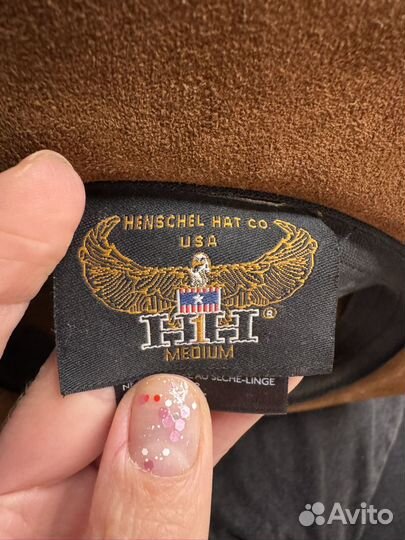 HENSCHEL HAT CO.
USA
HH ®
MEDIUM
AU SÈCHE-LINGE
Avito